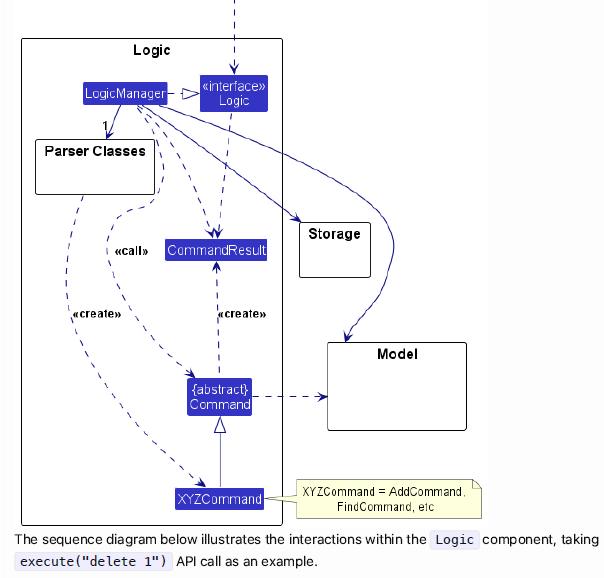 Logic
LogicManager
«interface»
Logic
1
Parser Classes
Storage
«call»
CommandResult
«create»
«create»
Model
{abstract}
Command
XYZCommand
XYZCommand = AddCommand,
FindCommand, etc
The sequence diagram below illustrates the interactions within the Logic component, taking
execute("delete 1") API call as an example.